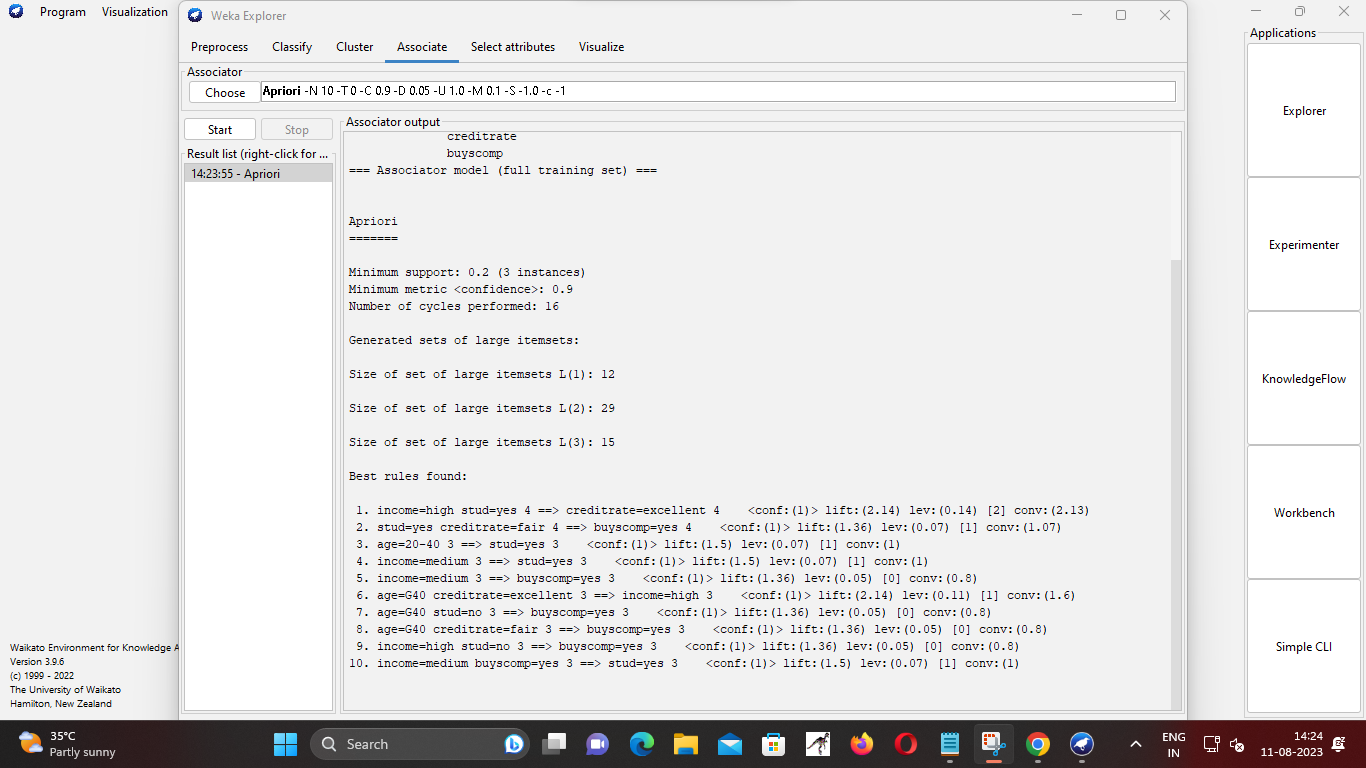 Program Visualization
Weka Explorer
Preprocess Classify Cluster Associate Select attributes Visualize
Associator
Choose Apriori -N 10 -T 0 -C 0.9 -D 0.05 -U 1.0 -M 0.1 -S -1.0 -c -1
Start Stop
Result list (right-click for ...
14:23:55 - Apriori
Associator output
creditrate
buyscomp
=== Associator model (full training set) ===
Apriori
=======
Minimum support: 0.2 (3 instances)
Minimum metric <confidence>: 0.9
Number of cycles performed: 16
Generated sets of large itemsets:
Size of set of large itemsets L(1): 12
Size of set of large itemsets L(2): 29
Size of set of large itemsets L(3): 15
Best rules found:
1. income=high stud=yes 4 ==> creditrate=excellent 4 <conf:(1)> lift:(2.14) lev:(0.14) [2] conv:(2.13)
2. stud=yes creditrate=fair 4 ==> buyscomp=yes 4 <conf:(1)> lift:(1.36) lev:(0.07) [1] conv:(1.07)
3. age=20-40 3 ==> stud=yes 3 <conf:(1)> lift:(1.5) lev:(0.07) [1] conv:(1)
4. income=medium 3 ==> stud=yes 3 <conf:(1)> lift:(1.5) lev:(0.07) [1] conv:(1)
5. income=medium 3 ==> buyscomp=yes 3 <conf:(1)> lift:(1.36) lev:(0.05) [0] conv:(0.8)
6. age=G40 creditrate=excellent 3 ==> income=high 3 <conf:(1)> lift:(2.14) lev:(0.11) [1] conv:(1.6)
7. age=G40 stud=no 3 ==> buyscomp=yes 3 <conf:(1)> lift:(1.36) lev:(0.05) [0] conv:(0.8)
8. age=G40 creditrate=fair 3 ==> buyscomp=yes 3 <conf:(1)> lift:(1.36) lev:(0.05) [0] conv:(0.8)
9. income=high stud=no 3 ==> buyscomp=yes 3 <conf:(1)> lift:(1.36) lev:(0.05) [0] conv:(0.8)
10. income=medium buyscomp=yes 3 ==> stud=yes 3 <conf:(1)> lift:(1.5) lev:(0.07) [1] conv:(1)
Applications
Explorer
Experimenter
KnowledgeFlow
Workbench
Simple CLI
Waikato Environment for Knowledge A
Version 3.9.6
(c) 1999 - 2022
The University of Waikato
Hamilton, New Zealand
35°C
Partly sunny
Search
ENG
IN
14:24
11-08-2023